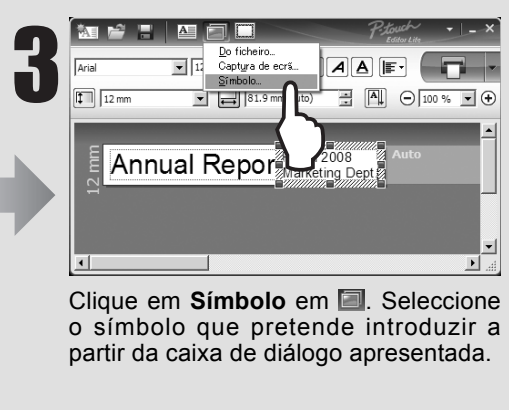 3
P-touch
Editor Lite
Do ficheiro...
Captura de ecrã...
Símbolo...
Arial
12
A A
12 mm
81.9 mm
to)
A
100 %
12 mm
Annual Repor
2008
Marketing Dept
Auto
Clique em Símbolo em . Seleccione
o símbolo que pretende introduzir a
partir da caixa de diálogo apresentada.